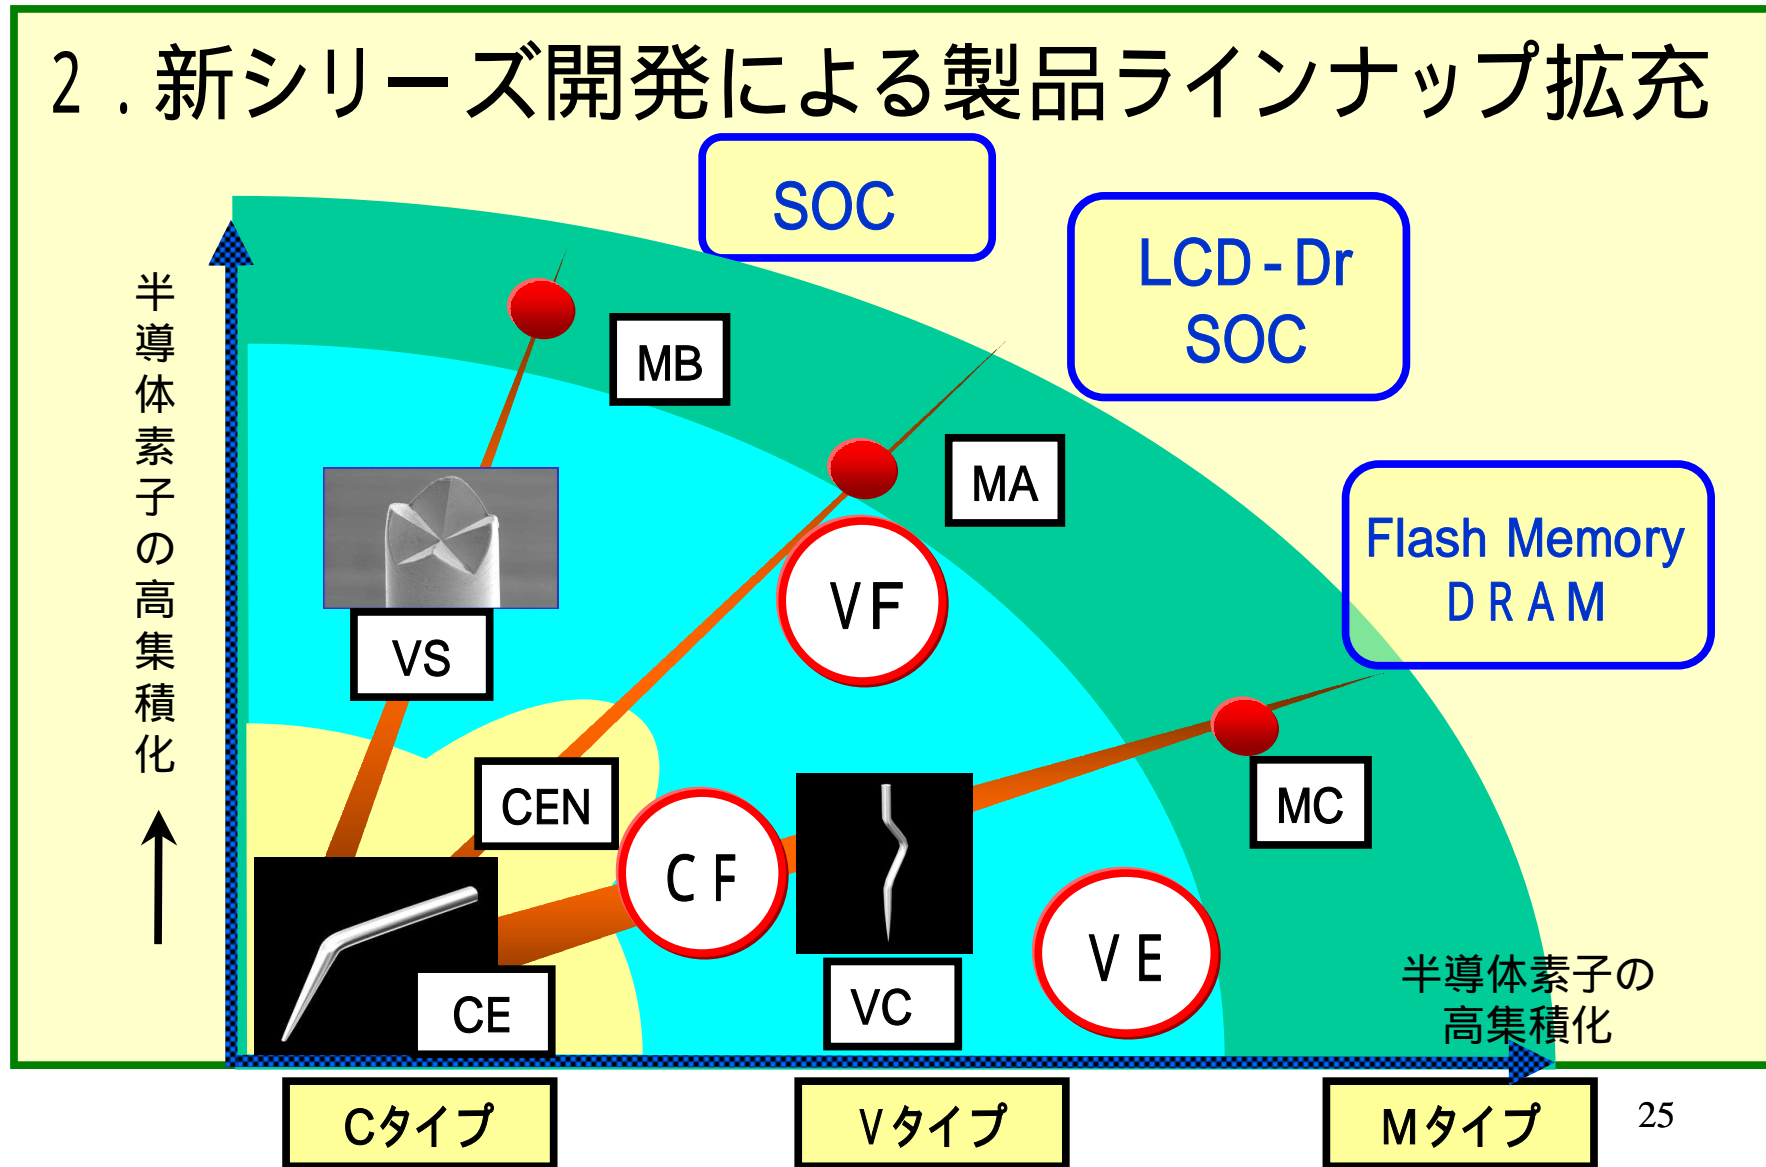 2．新シリーズ開発による製品ラインナップ拡充
SOC
LCD-Dr
SOC
Flash Memory
DRAM
半導体素子の高集積化
MB
MA
VF
VS
CEN
CF
MC
CE
VC
VE
半導体素子の
高集積化
Cタイプ
Vタイプ
Mタイプ
25